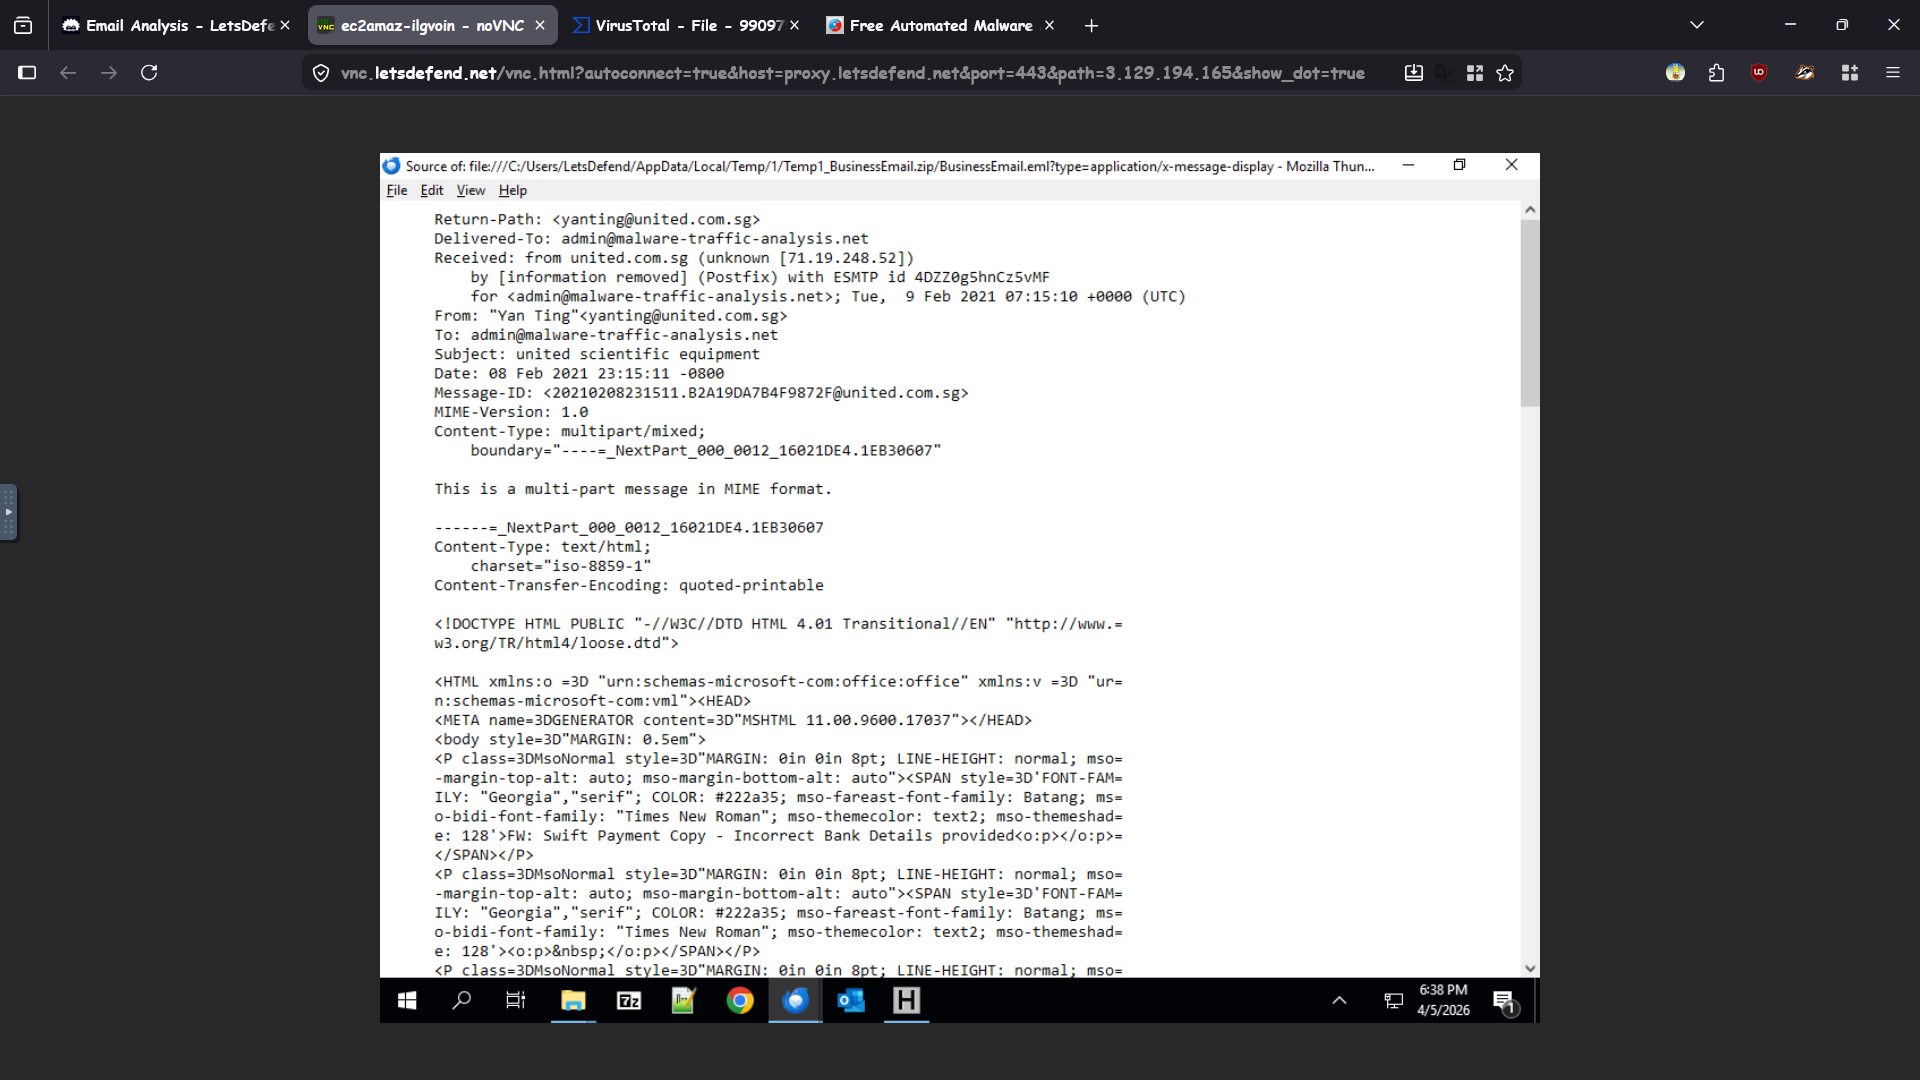 Email Analysis - LetsDefe
ec2amaz-ilgvoin - noVNC
VirusTotal - File - 99097
Free Automated Malware
vnc.letsdefend.net/vnc.html?autoconnect=true&host=proxy.letsdefend.net&port=443&path=3.129.194.165&show_dot=true
Source of: file:///C:/Users/LetsDefend/AppData/Local/Temp/1/Temp1_BusinessEmail.zip/BusinessEmail.eml?type=application/x-message-display - Mozilla Thun...
File Edit View Help
Return-Path: <yanting@united.com.sg>
Delivered-To: admin@malware-traffic-analysis.net
Received: from united.com.sg (unknown [71.19.248.52])
by [information removed] (Postfix) with ESMTP id 4DZZ0g5hnCz5vMF
for <admin@malware-traffic-analysis.net>; Tue,  9 Feb 2021 07:15:10 +0000 (UTC)
From: "Yan Ting"<yanting@united.com.sg>
To: admin@malware-traffic-analysis.net
Subject: united scientific equipment
Date: 08 Feb 2021 23:15:11 -0800
Message-ID: <20210208231511.B2A19DA7B4F9872F@united.com.sg>
MIME-Version: 1.0
Content-Type: multipart/mixed;
boundary="----=_NextPart_000_0012_16021DE4.1EB30607"
This is a multi-part message in MIME format.
------=_NextPart_000_0012_16021DE4.1EB30607
Content-Type: text/html;
charset="iso-8859-1"
Content-Transfer-Encoding: quoted-printable
<!DOCTYPE HTML PUBLIC "-//W3C//DTD HTML 4.01 Transitional//EN" "http://www.=
w3.org/TR/html4/loose.dtd">
<HTML xmlns:o =3D "urn:schemas-microsoft-com:office:office" xmlns:v =3D "ur=
n:schemas-microsoft-com:vml"><HEAD>
<META name=3DGENERATOR content=3D"MSHTML 11.00.9600.17037"></HEAD>
<body style=3D"MARGIN: 0.5em">
<P class=3DMsoNormal style=3D"MARGIN: 0in 0in 8pt; LINE-HEIGHT: normal; mso=
-margin-top-alt: auto; mso-margin-bottom-alt: auto"><SPAN style=3D'FONT-FAM=
ILY: "Georgia","serif"; COLOR: #222a35; mso-fareast-font-family: Batang; ms=
o-bidi-font-family: "Times New Roman"; mso-themecolor: text2; mso-themeshad=
e: 128'>FW: Swift Payment Copy - Incorrect Bank Details provided<o:p></o:p>=
</SPAN></P>
<P class=3DMsoNormal style=3D"MARGIN: 0in 0in 8pt; LINE-HEIGHT: normal; mso=
-margin-top-alt: auto; mso-margin-bottom-alt: auto"><SPAN style=3D'FONT-FAM=
ILY: "Georgia","serif"; COLOR: #222a35; mso-fareast-font-family: Batang; ms=
o-bidi-font-family: "Times New Roman"; mso-themecolor: text2; mso-themeshad=
e: 128'><o:p>&nbsp;</o:p></SPAN></P>
<P class=3DMsoNormal style=3D"MARGIN: 0in 0in 8pt; LINE-HEIGHT: normal; mso=
7z
H
6:38 PM
4/5/2026
1